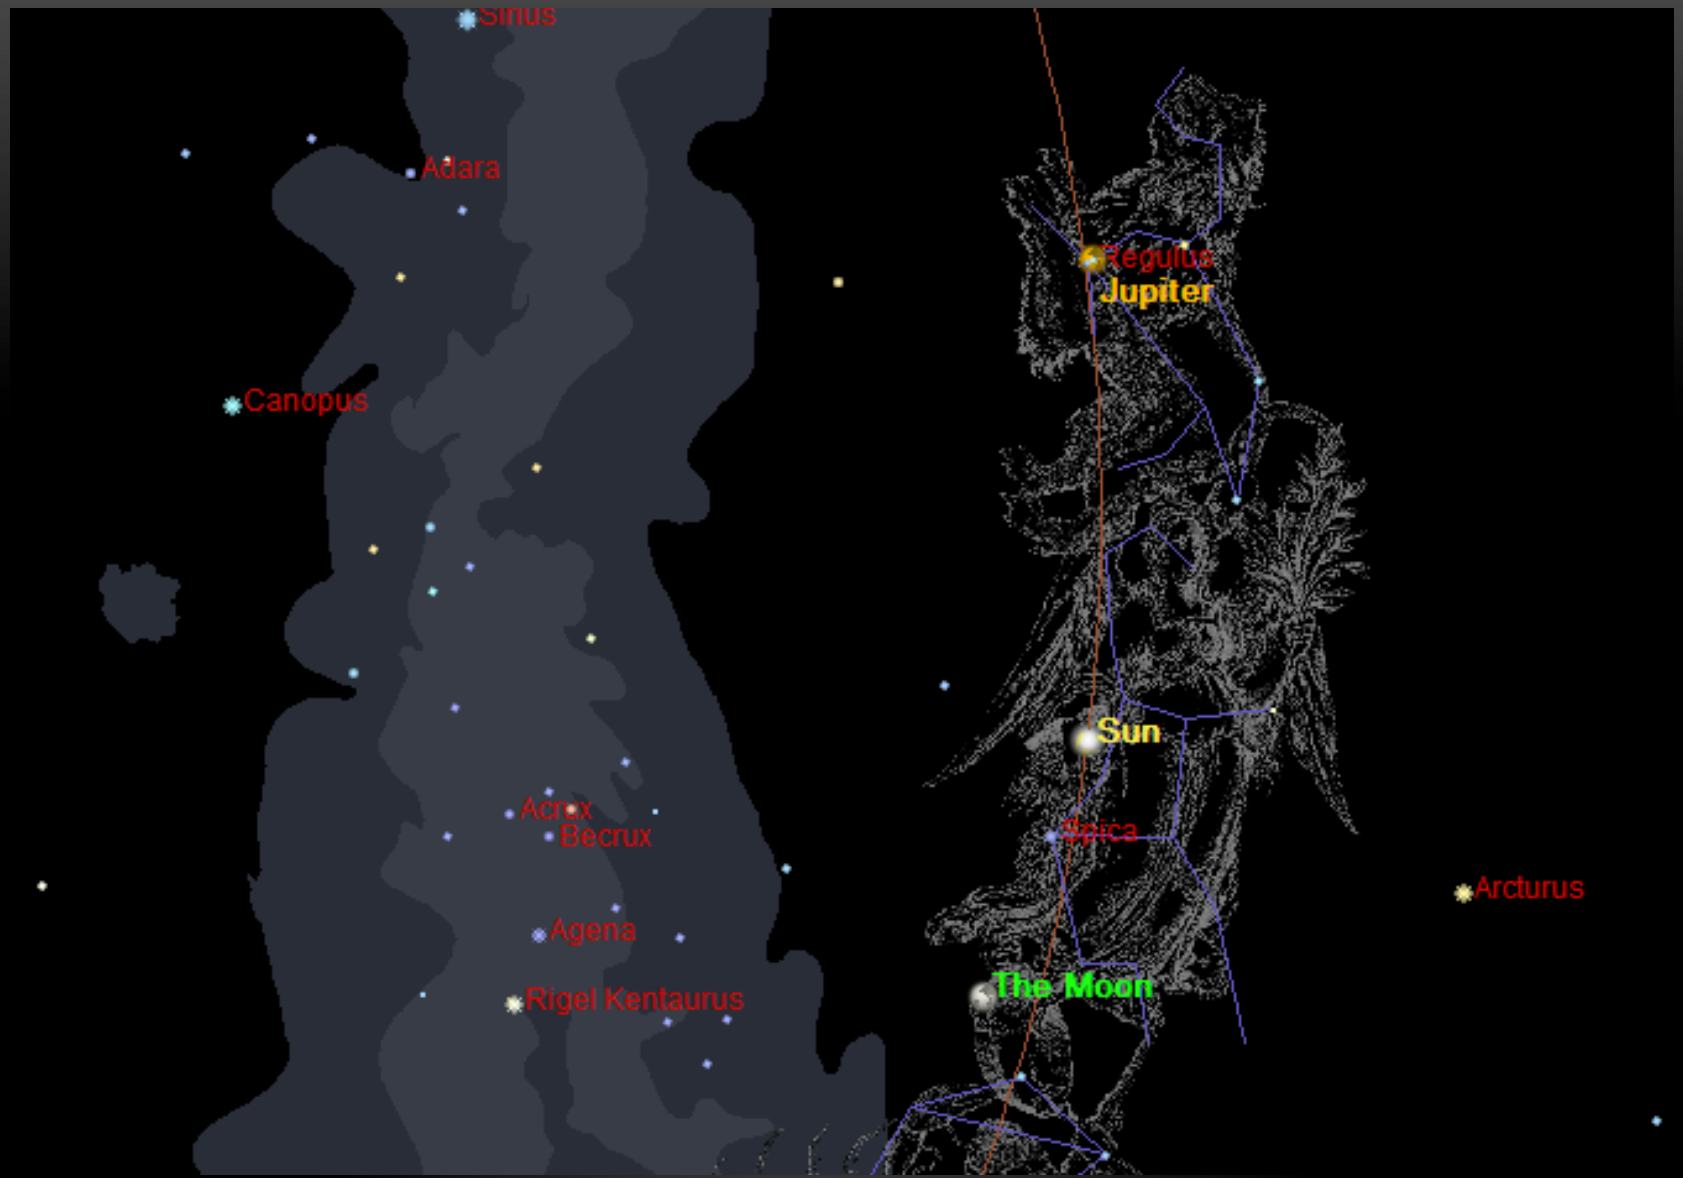 Sirius
Adara
Regulus
Jupiter
Canopus
Sun
Acrux
Becrux
Spica
Arcturus
Agena
The Moon
Rigel Kentaurus